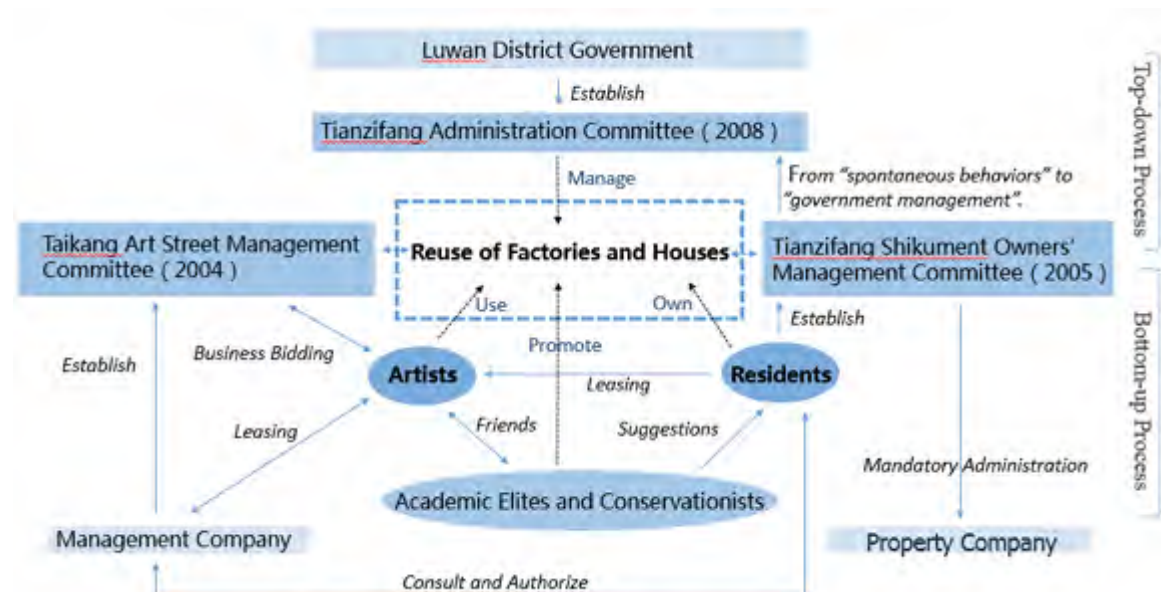 Luwan District Government
Establish
Tianzifang Administration Committee ( 2008 )
Manage
From "spontaneous behaviors" to
"government management".
Top-down Process
Taikang Art Street Management
Committee ( 2004 )
Reuse of Factories and Houses
Tianzifang Shikument Owners'
Management Committee ( 2005 )
Use
Own
Establish
Business Bidding
Promote
Establish
Artists
Leasing
Residents
Bottom-up Process
Leasing
Friends
Suggestions
Mandatory Administration
Academic Elites and Conservationists
Management Company
Property Company
Consult and Authorize